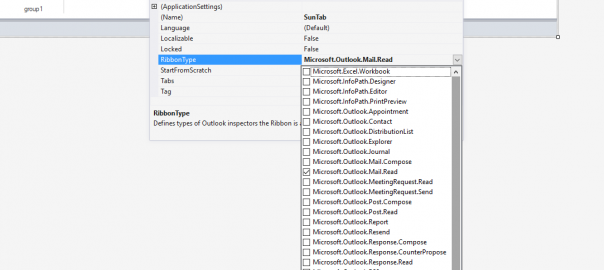 group1
(ApplicationSettings)
(Name) SunTab
Language (Default)
Localizable False
Locked False
RibbonType Microsoft.Outlook.Mail.Read
StartFromScratch
Tabs
Tag
RibbonType
Defines types of Outlook inspectors the Ribbon is
Microsoft.Excel.Workbook
Microsoft.InfoPath.Designer
Microsoft.InfoPath.Editor
Microsoft.InfoPath.PrintPreview
Microsoft.Outlook.Appointment
Microsoft.Outlook.Contact
Microsoft.Outlook.DistributionList
Microsoft.Outlook.Explorer
Microsoft.Outlook.Journal
Microsoft.Outlook.Mail.Compose
Microsoft.Outlook.Mail.Read
Microsoft.Outlook.MeetingRequest.Read
Microsoft.Outlook.MeetingRequest.Send
Microsoft.Outlook.Post.Compose
Microsoft.Outlook.Post.Read
Microsoft.Outlook.Report
Microsoft.Outlook.Resend
Microsoft.Outlook.Response.Compose
Microsoft.Outlook.Response.CounterPropose
Microsoft.Outlook.Response.Read